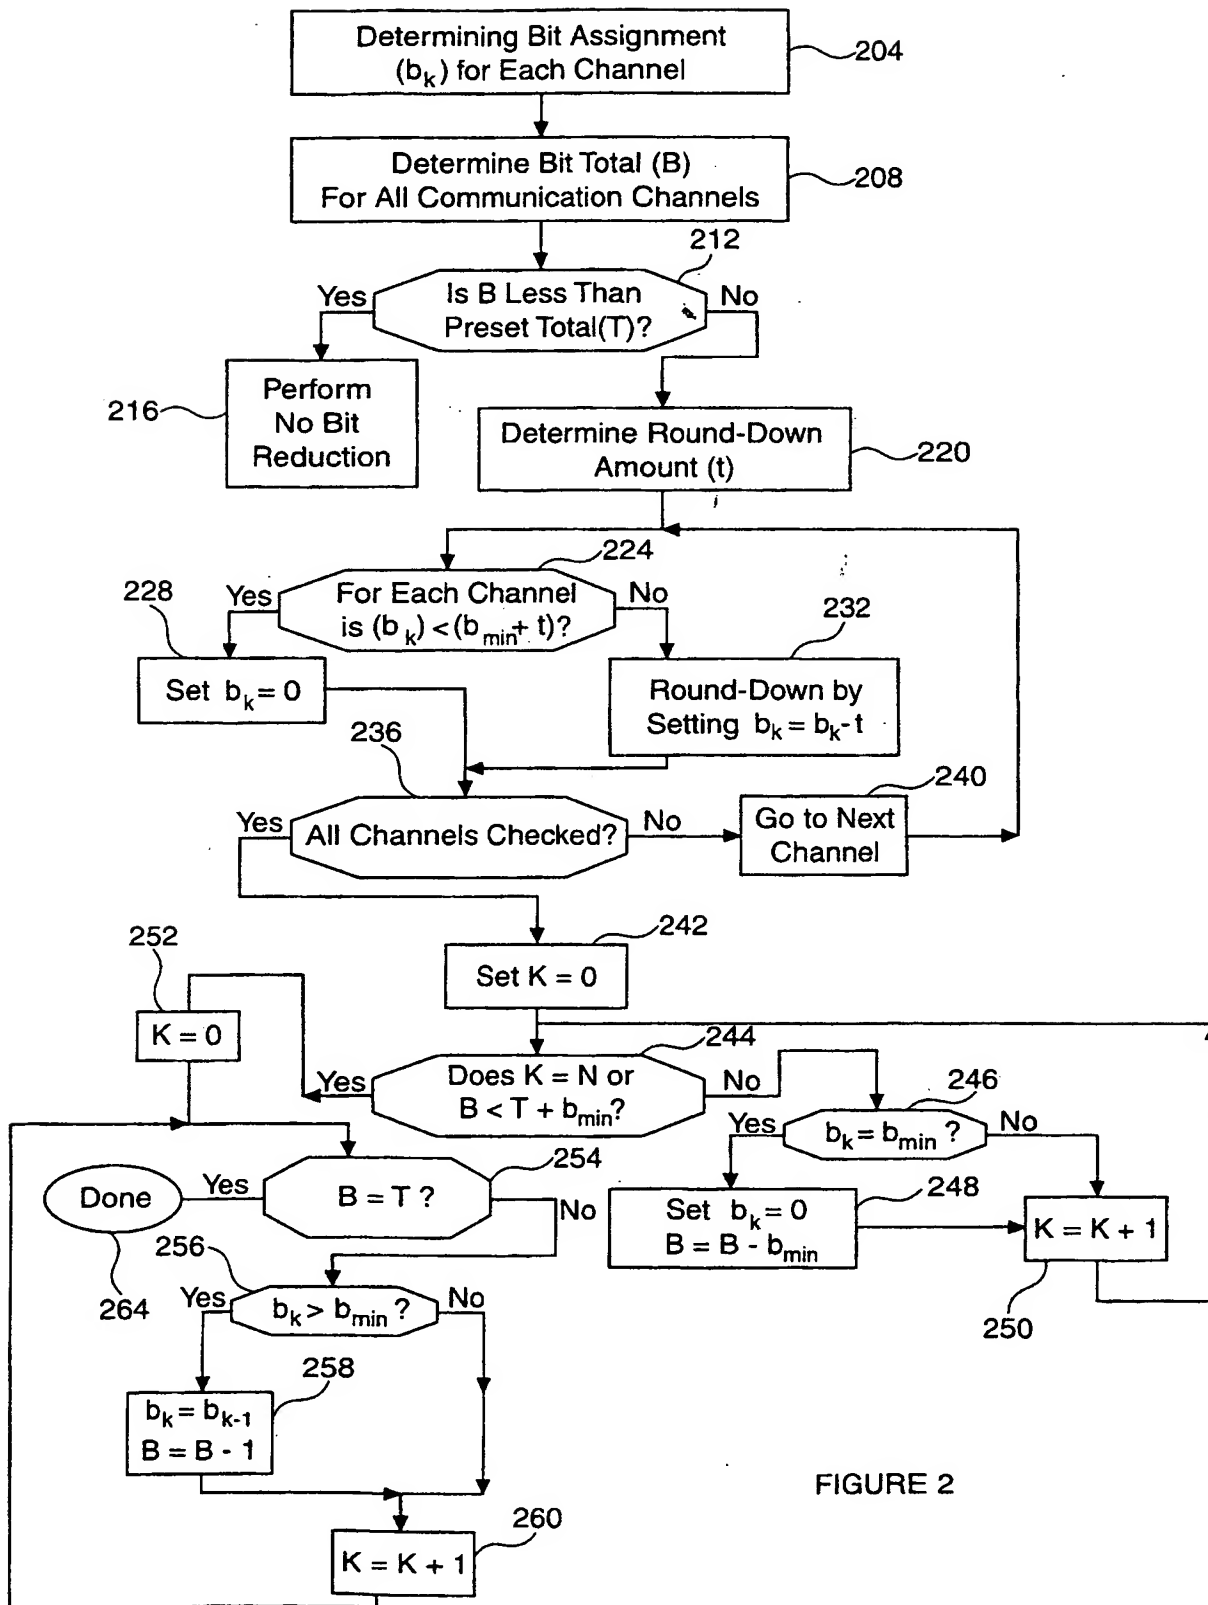 Determining Bit Assignment
(b_k) for Each Channel
204
Determine Bit Total (B)
For All Communication Channels
208
212
Yes
Is B Less Than
Preset Total(T)?
No
216
Perform
No Bit
Reduction
Determine Round-Down
Amount (t)
220
224
228
Yes
For Each Channel
is (b_k) < (b_min + t)?
No
232
Set b_k = 0
Round-Down by
Setting b_k = b_k - t
236
240
Yes
All Channels Checked?
No
Go to Next
Channel
242
252
Set K = 0
K = 0
244
Yes
Does K = N or
B < T + b_min?
No
246
Yes
b_k = b_min ?
No
254
Done
Yes
B = T ?
No
248
Set b_k = 0
B = B - b_min
K = K + 1
256
264
Yes
b_k > b_min ?
No
250
258
b_k = b_k-1
B = B - 1
FIGURE 2
260
K = K + 1